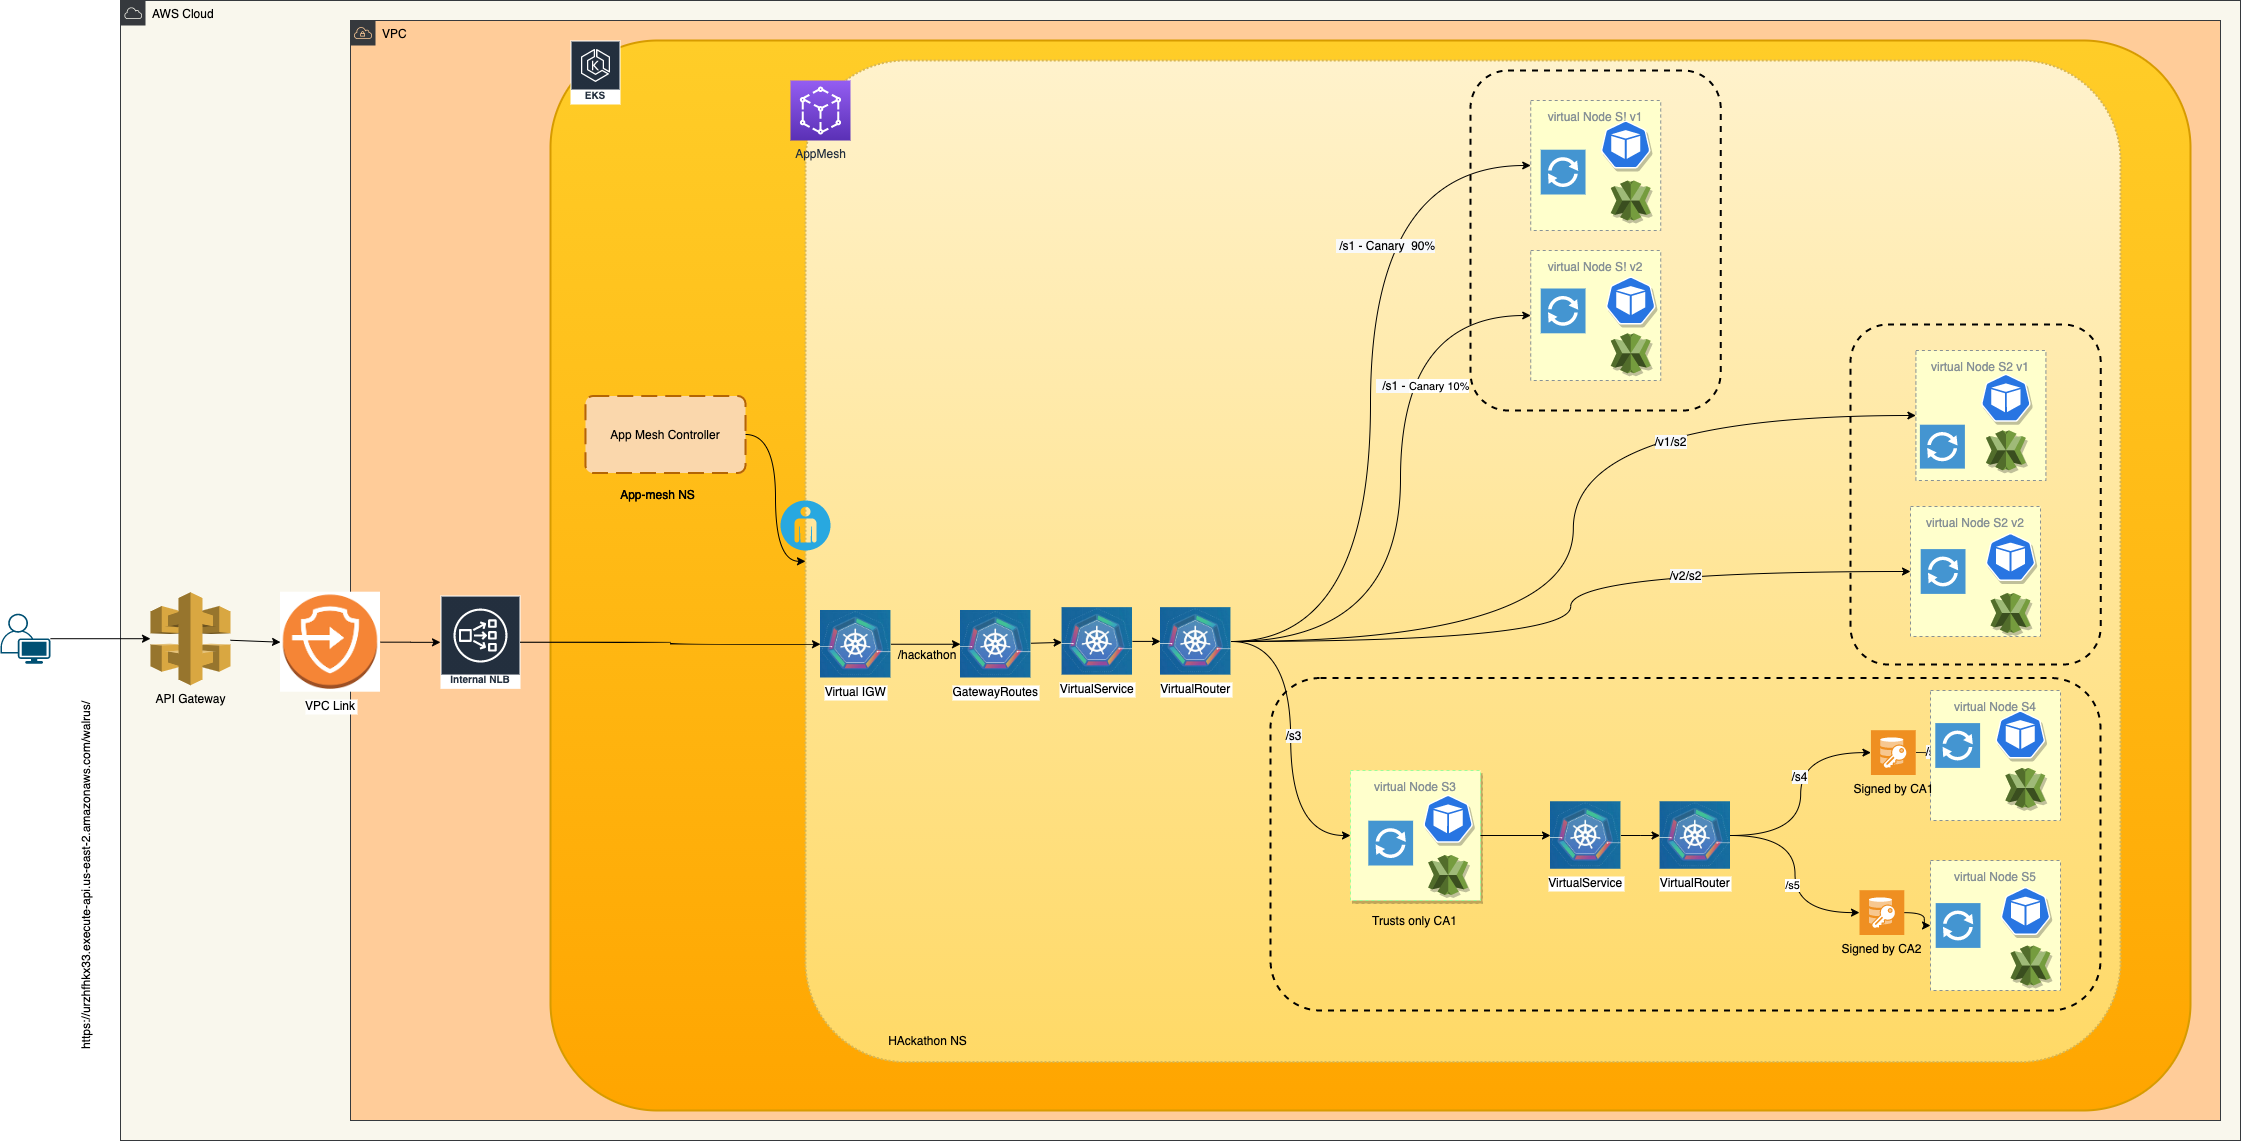 AWS Cloud
VPC
EKS
AppMesh
virtual Node S! v1
/s1 - Canary 90%
virtual Node S! v2
/s1 - Canary 10%
virtual Node S2 v1
/v1/s2
App Mesh Controller
App-mesh NS
virtual Node S2 v2
/v2/s2
API Gateway
VPC Link
Internal NLB
Virtual IGW
/hackathon
GatewayRoutes
VirtualService
VirtualRouter
https://urzhfhkx33.execute-api.us-east-2.amazonaws.com/walrus/
/s3
virtual Node S3
Trusts only CA1
VirtualService
VirtualRouter
/s4
Signed by CA1
virtual Node S4
/s5
Signed by CA2
virtual Node S5
HAckathon NS